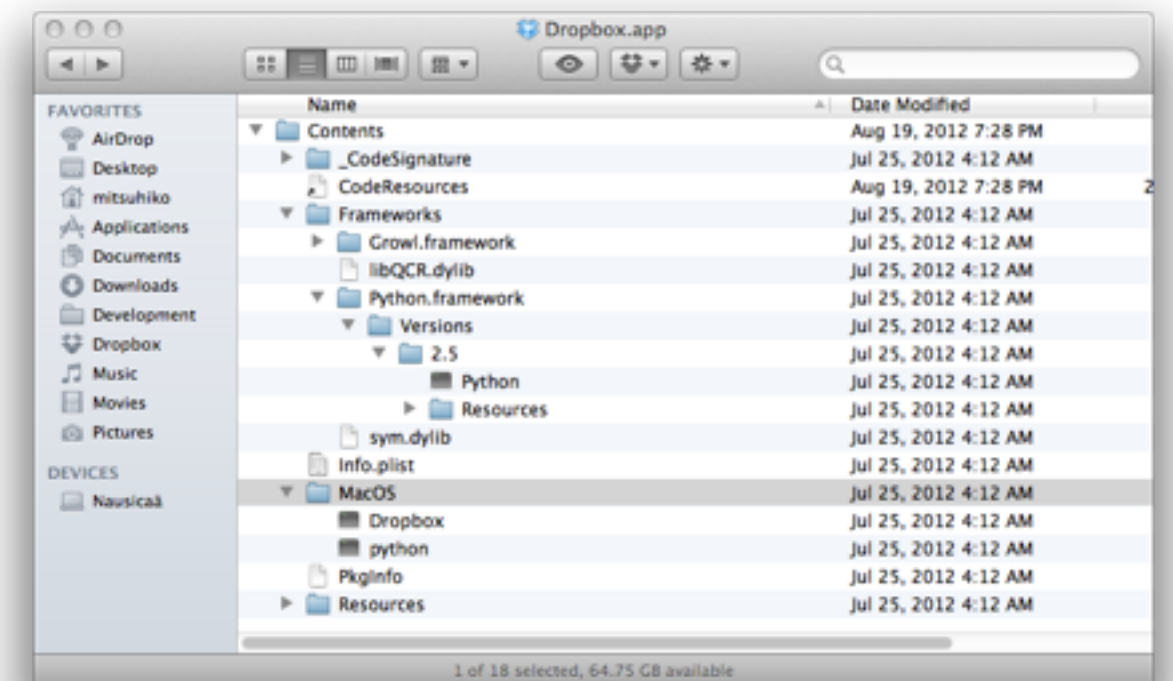 Dropbox.app
FAVORITES
AirDrop
Desktop
mitsuhiko
Applications
Documents
Downloads
Development
Dropbox
Music
Movies
Pictures
DEVICES
Nausicaä
Name Date Modified
Contents Aug 19, 2012 7:28 PM
_CodeSignature Jul 25, 2012 4:12 AM
CodeResources Aug 19, 2012 7:28 PM 2
Frameworks Jul 25, 2012 4:12 AM
Growl.framework Jul 25, 2012 4:12 AM
libQCR.dylib Jul 25, 2012 4:12 AM
Python.framework Jul 25, 2012 4:12 AM
Versions Jul 25, 2012 4:12 AM
2.5 Jul 25, 2012 4:12 AM
Python Jul 25, 2012 4:12 AM
Resources Jul 25, 2012 4:12 AM
sym.dylib Jul 25, 2012 4:12 AM
Info.plist Jul 25, 2012 4:12 AM
MacOS Jul 25, 2012 4:12 AM
Dropbox Jul 25, 2012 4:12 AM
python Jul 25, 2012 4:12 AM
PkgInfo Jul 25, 2012 4:12 AM
Resources Jul 25, 2012 4:12 AM
1 of 18 selected, 64.75 GB available